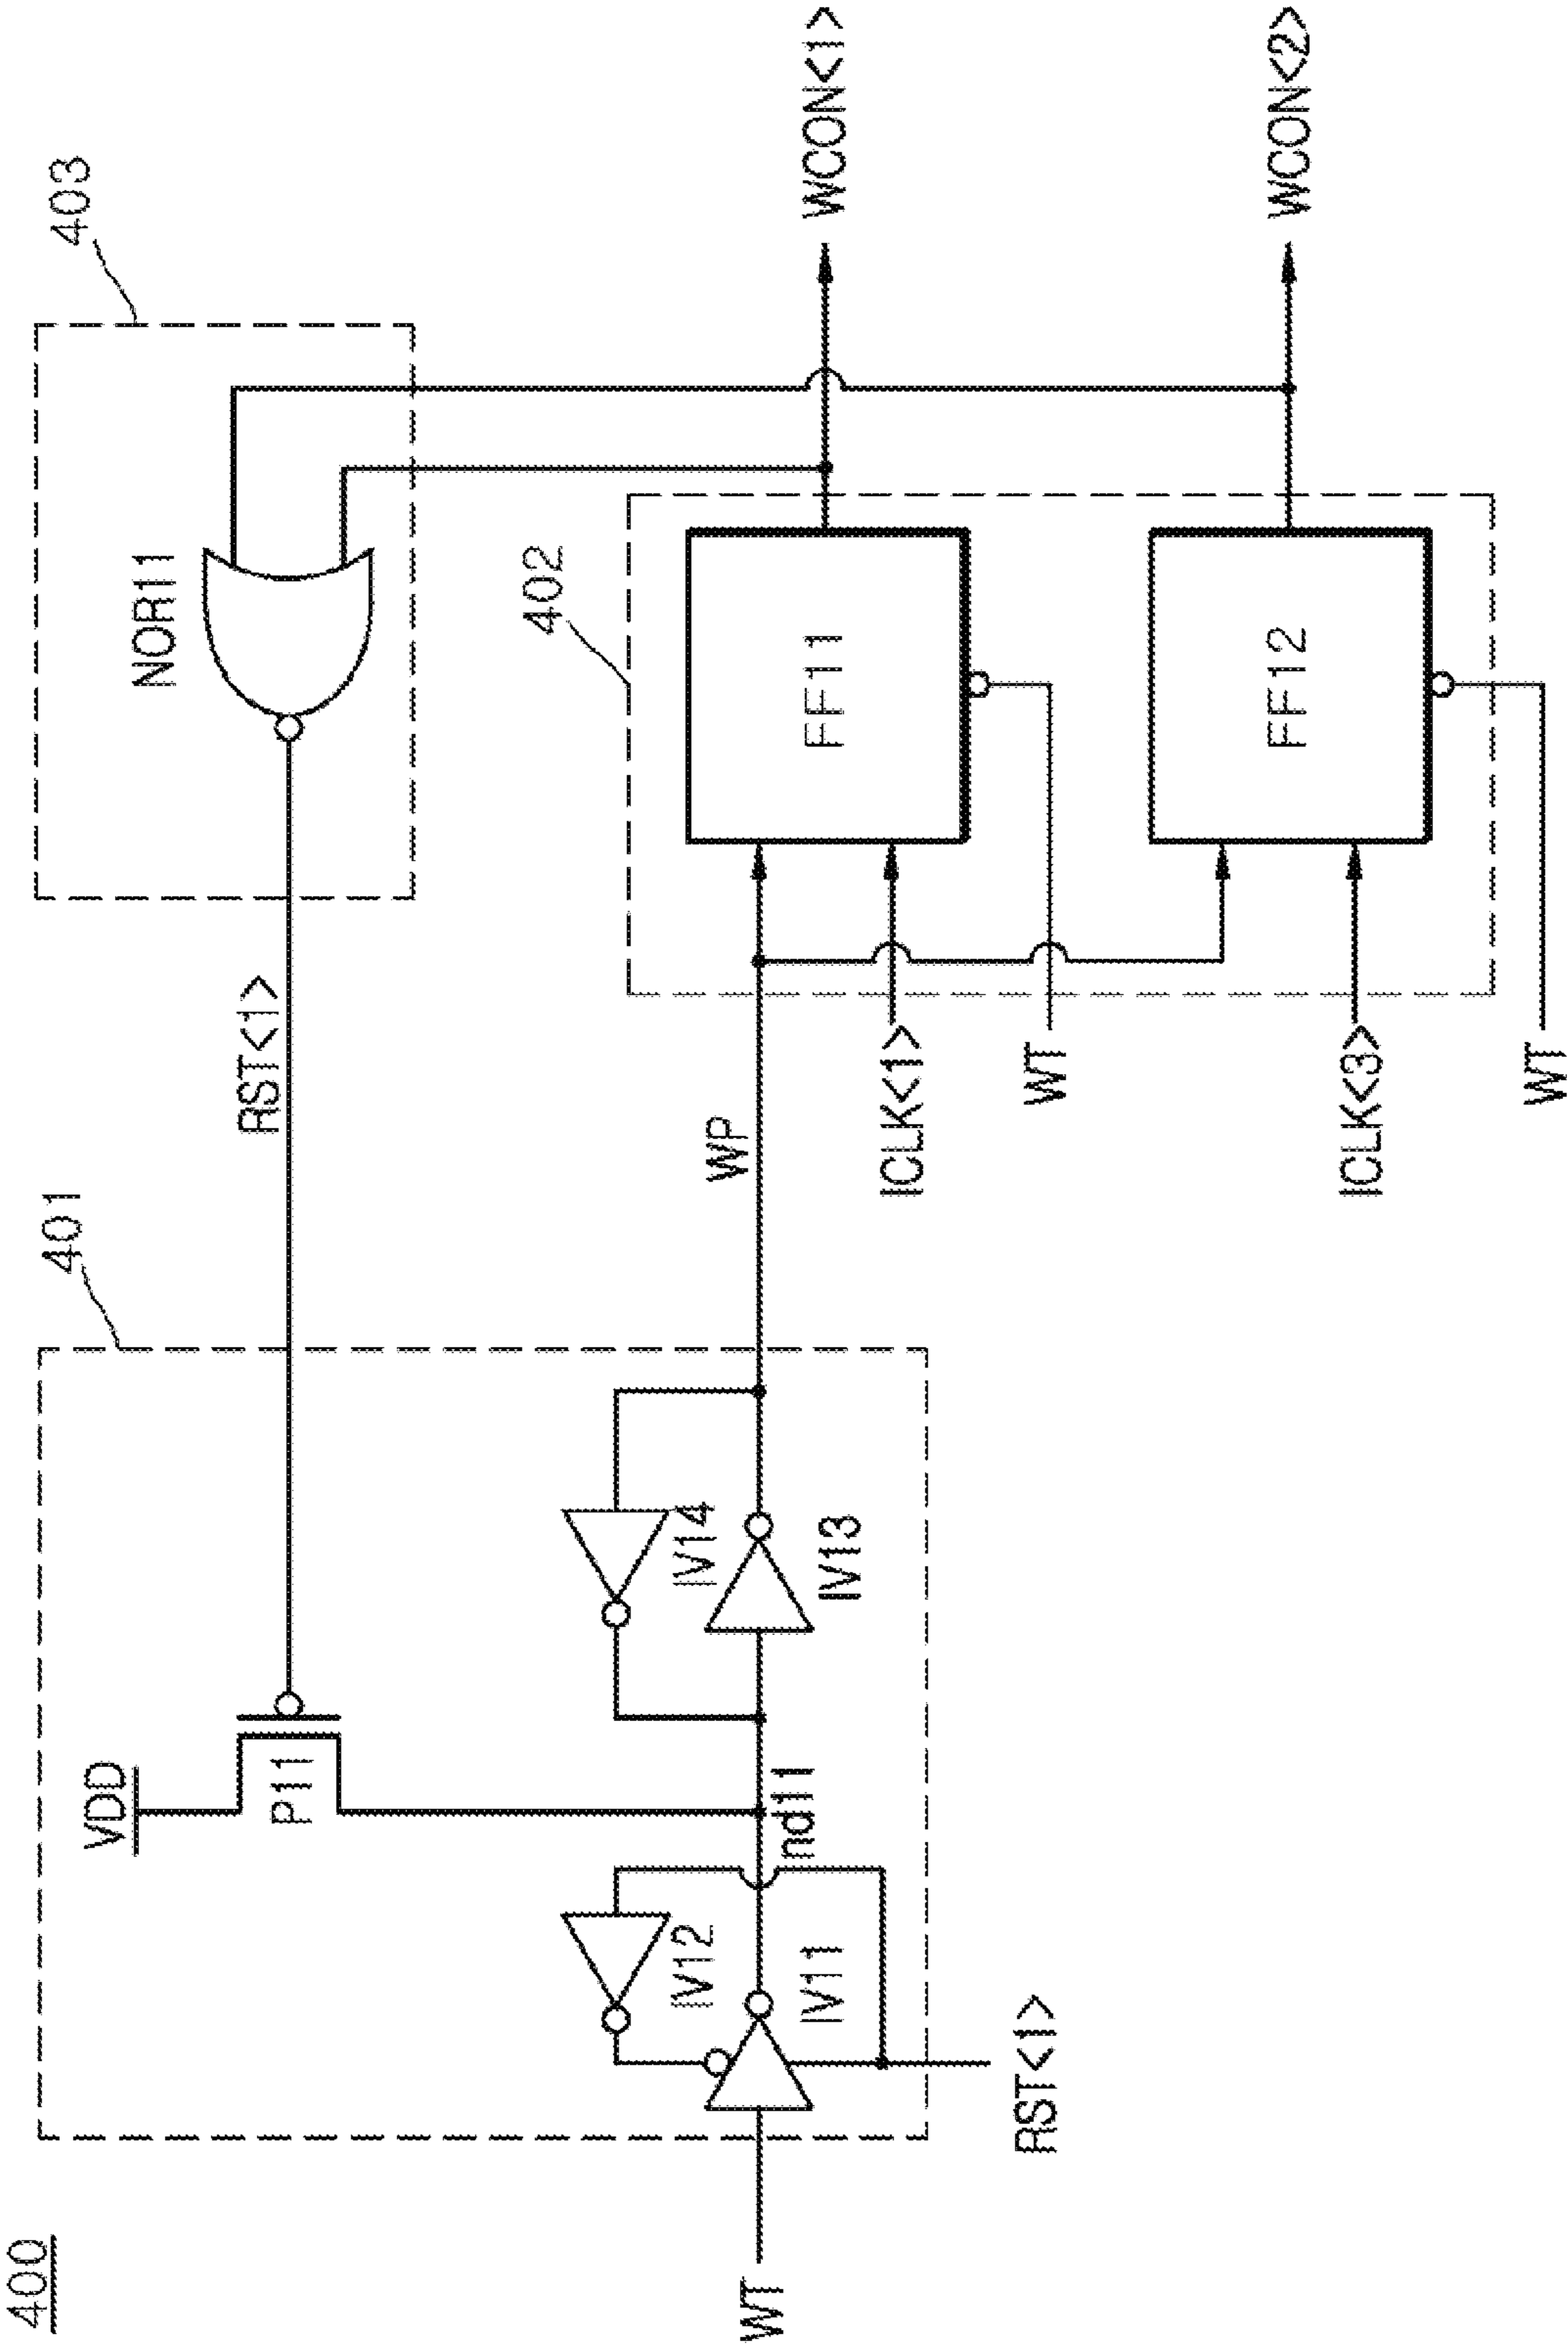 400
401
403
VDD
P11
RST<1>
NOR11
IV12
IV14
402
WT
IV11
nd11
IV13
WP
FF11
WCON<1>
ICLK<1>
RST<1>
WT
FF12
WCON<2>
ICLK<3>
WT